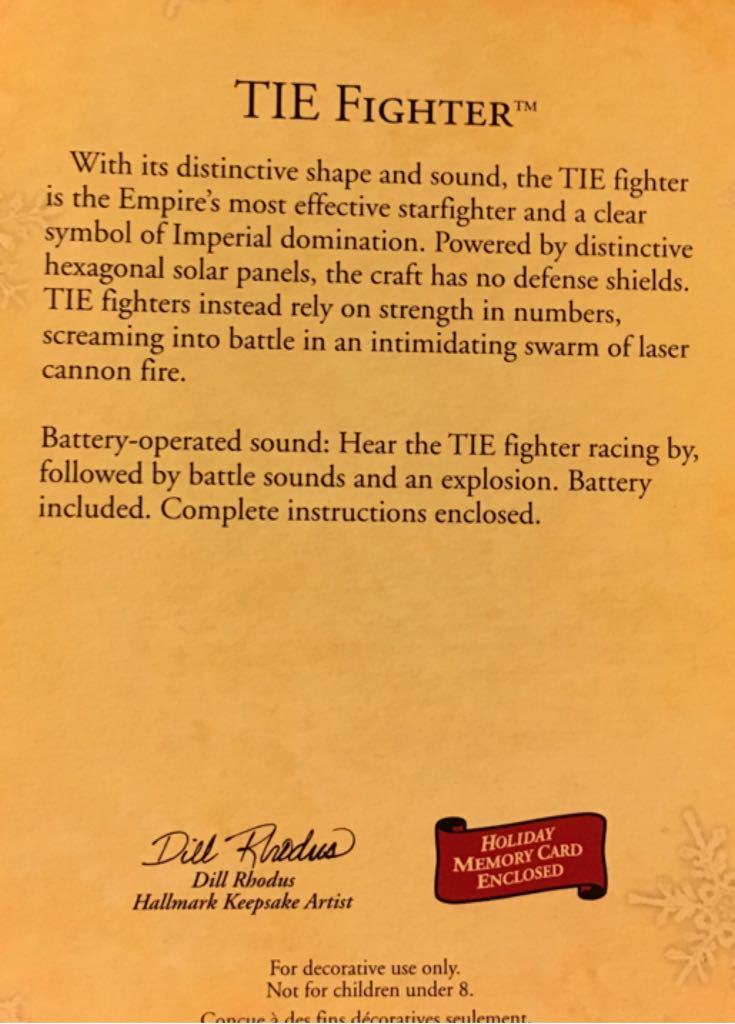 TIE FIGHTER™
With its distinctive shape and sound, the TIE fighter
is the Empire's most effective starfighter and a clear
symbol of Imperial domination. Powered by distinctive
hexagonal solar panels, the craft has no defense shields.
TIE fighters instead rely on strength in numbers,
screaming into battle in an intimidating swarm of laser
cannon fire.
Battery-operated sound: Hear the TIE fighter racing by,
followed by battle sounds and an explosion. Battery
included. Complete instructions enclosed.
Dill Rhodus
Dill Rhodus
Hallmark Keepsake Artist
HOLIDAY
MEMORY CARD
ENCLOSED
For decorative use only.
Not for children under 8.
Conçue à des fins décoratives seulement.